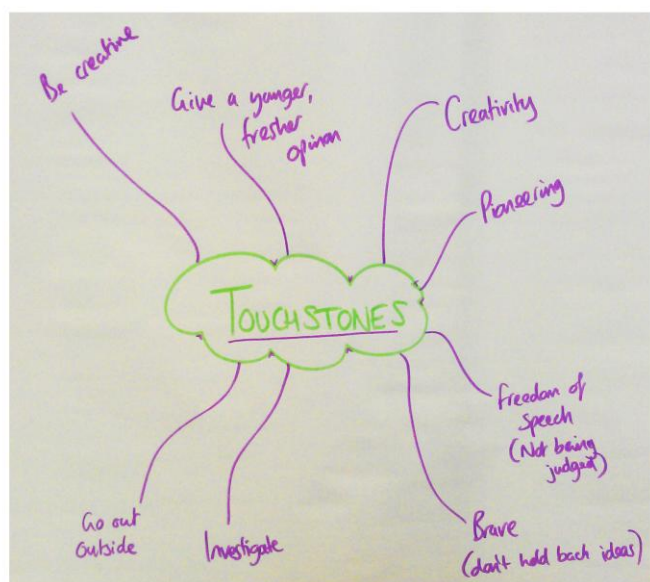 Be creative
Give a younger,
fresher
opinion
Creativity
Pioneering
TOUCHSTONES
Freedom of
speech
(Not being
judged)
Brave
(don't hold back ideas)
Investigate
Go out
outside